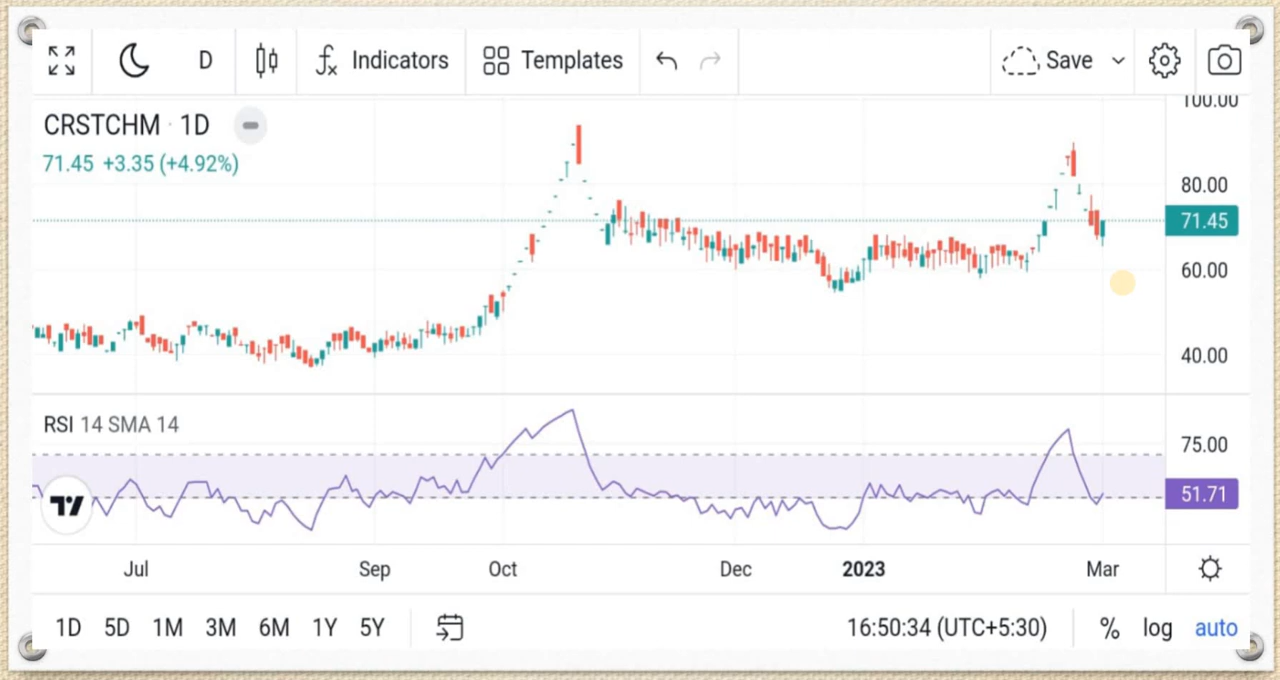 D Indicators Templates Save
CRSTCHM · 1D
71.45 +3.35 (+4.92%)
100.00
80.00
71.45
60.00
40.00
RSI 14 SMA 14
75.00
51.71
Jul Sep Oct Dec 2023 Mar
1D 5D 1M 3M 6M 1Y 5Y 16:50:34 (UTC+5:30) % log auto